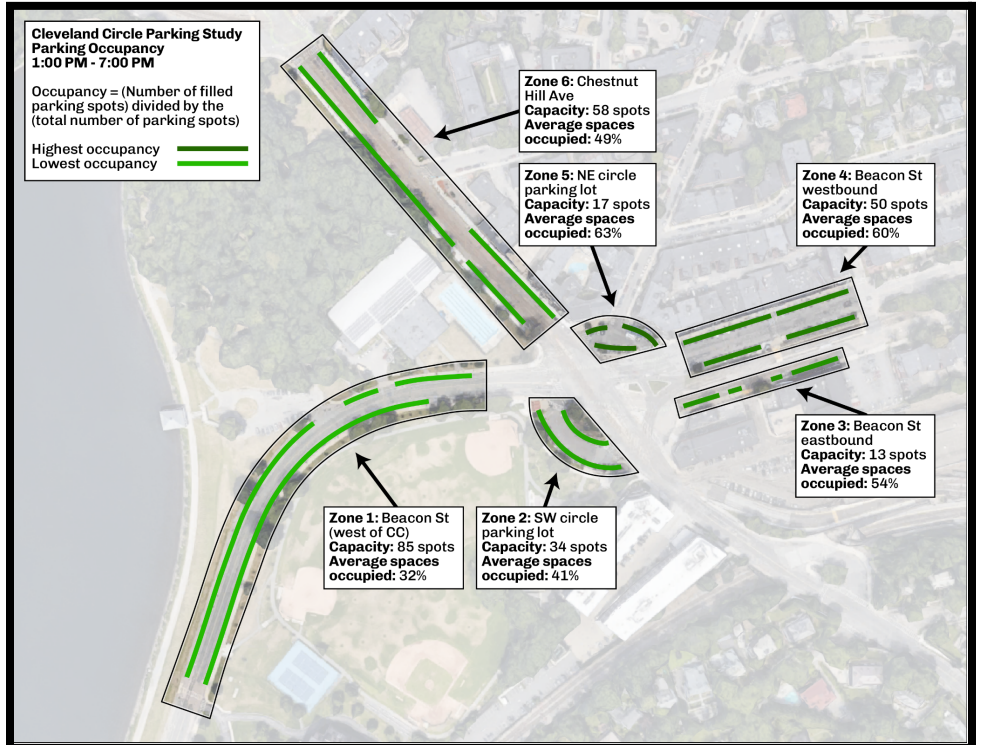 Cleveland Circle Parking Study
Parking Occupancy
1:00 PM - 7:00 PM
Occupancy = (Number of filled
parking spots) divided by the
(total number of parking spots)
Highest occupancy
Lowest occupancy
Zone 6: Chestnut
Hill Ave
Capacity: 58 spots
Average spaces
occupied: 49%
Zone 5: NE circle
parking lot
Capacity: 17 spots
Average spaces
occupied: 63%
Zone 4: Beacon St
westbound
Capacity: 50 spots
Average spaces
occupied: 60%
Zone 3: Beacon St
eastbound
Capacity: 13 spots
Average spaces
occupied: 54%
Zone 1: Beacon St
(west of CC)
Capacity: 85 spots
Average spaces
occupied: 32%
Zone 2: SW circle
parking lot
Capacity: 34 spots
Average spaces
occupied: 41%